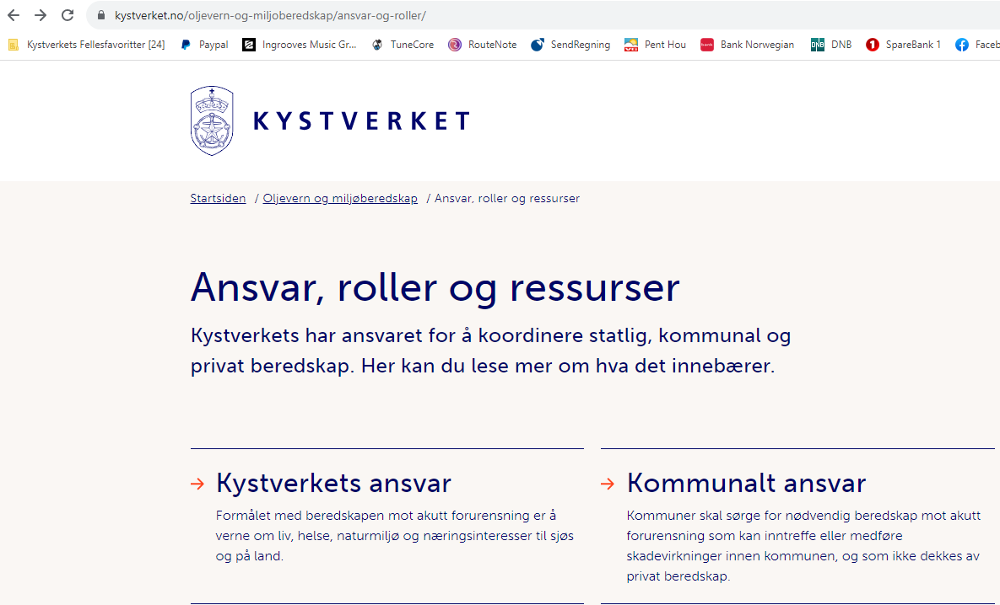 kystverket.no/oljevern-og-miljoberedskap/ansvar-og-roller/
Kystverkets Fellesfavoritter [24] Paypal Ingrooves Music Gr... TuneCore RouteNote SendRegning Pent Hou Bank Norwegian DNB SpareBank 1 Faceb
KYSTVERKET
Startsiden / Oljevern og miljøberedskap / Ansvar, roller og ressurser
Ansvar, roller og ressurser
Kystverkets har ansvaret for å koordinere statlig, kommunal og
privat beredskap. Her kan du lese mer om hva det innebærer.
→ Kystverkets ansvar
Formålet med beredskapen mot akutt forurensning er å
verne om liv, helse, naturmiljø og næringsinteresser til sjøs
og på land.
→ Kommunalt ansvar
Kommuner skal sørge for nødvendig beredskap mot akutt
forurensning som kan inntreffe eller medføre
skadevirkninger innen kommunen, og som ikke dekkes av
privat beredskap.